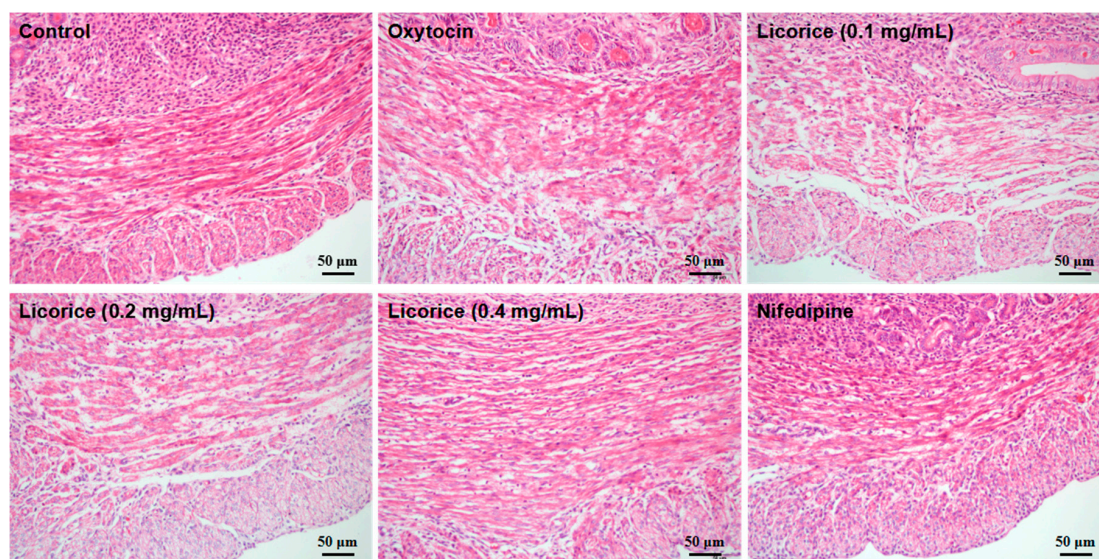 Control
Oxytocin
Licorice (0.1 mg/mL)
50 µm
50 µm
50 µm
Licorice (0.2 mg/mL)
Licorice (0.4 mg/mL)
Nifedipine
50 µm
50 µm
50 µm